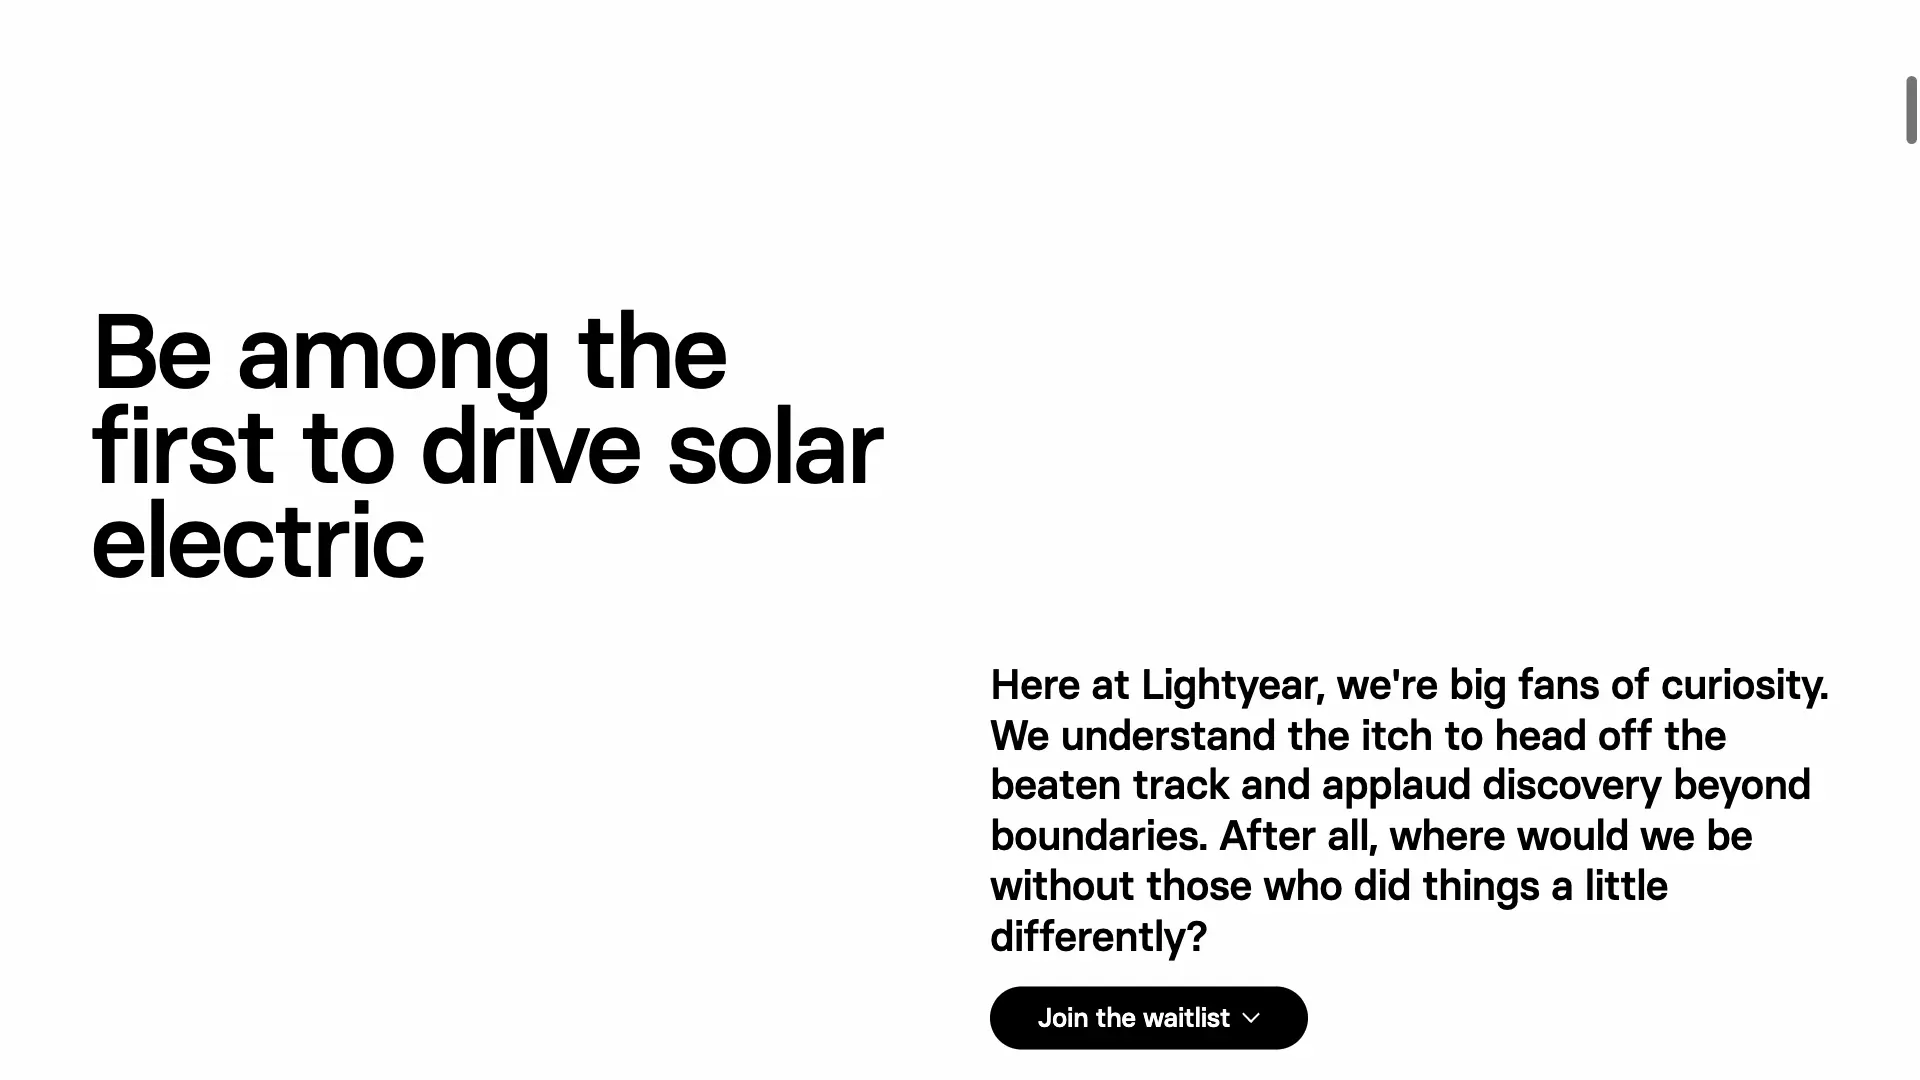 Be among the
first to drive solar
electric
Here at Lightyear, we're big fans of curiosity.
We understand the itch to head off the
beaten track and applaud discovery beyond
boundaries. After all, where would we be
without those who did things a little
differently?
Join the waitlist